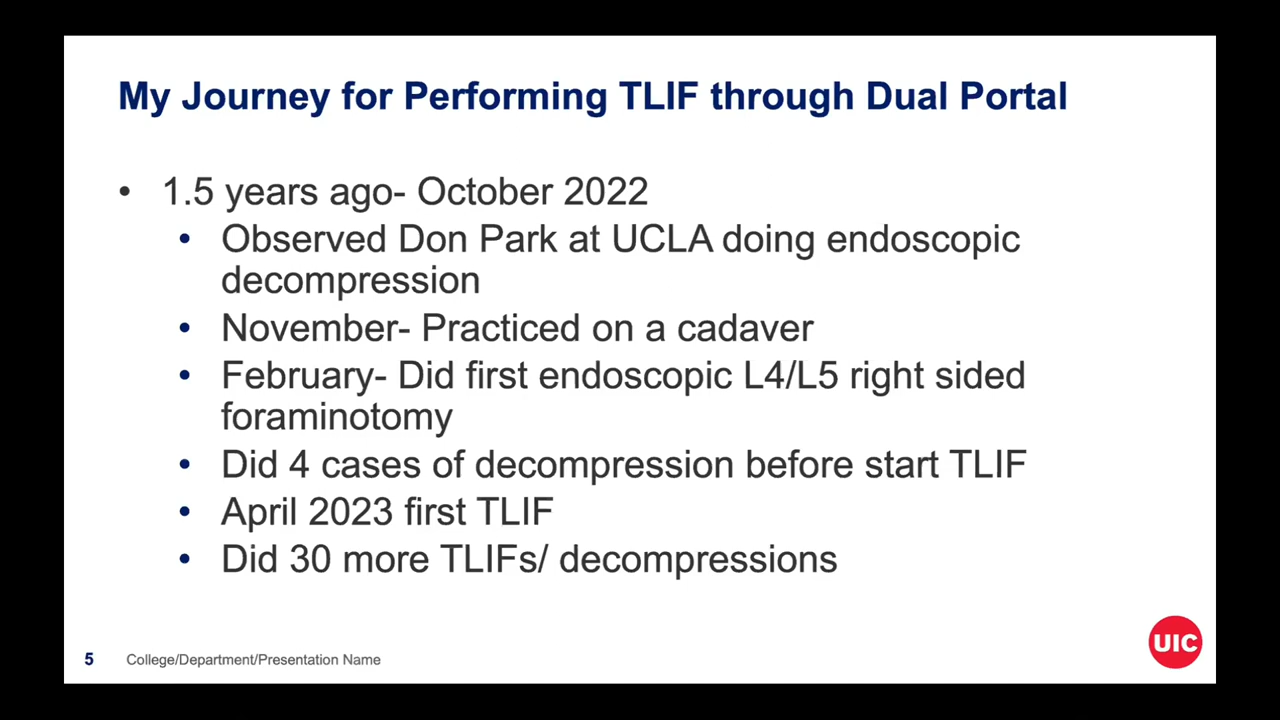 My Journey for Performing TLIF through Dual Portal
• 1.5 years ago- October 2022
• Observed Don Park at UCLA doing endoscopic
decompression
• November- Practiced on a cadaver
• February- Did first endoscopic L4/L5 right sided
foraminotomy
• Did 4 cases of decompression before start TLIF
• April 2023 first TLIF
• Did 30 more TLIFs/ decompressions
5 College/Department/Presentation Name
UIC